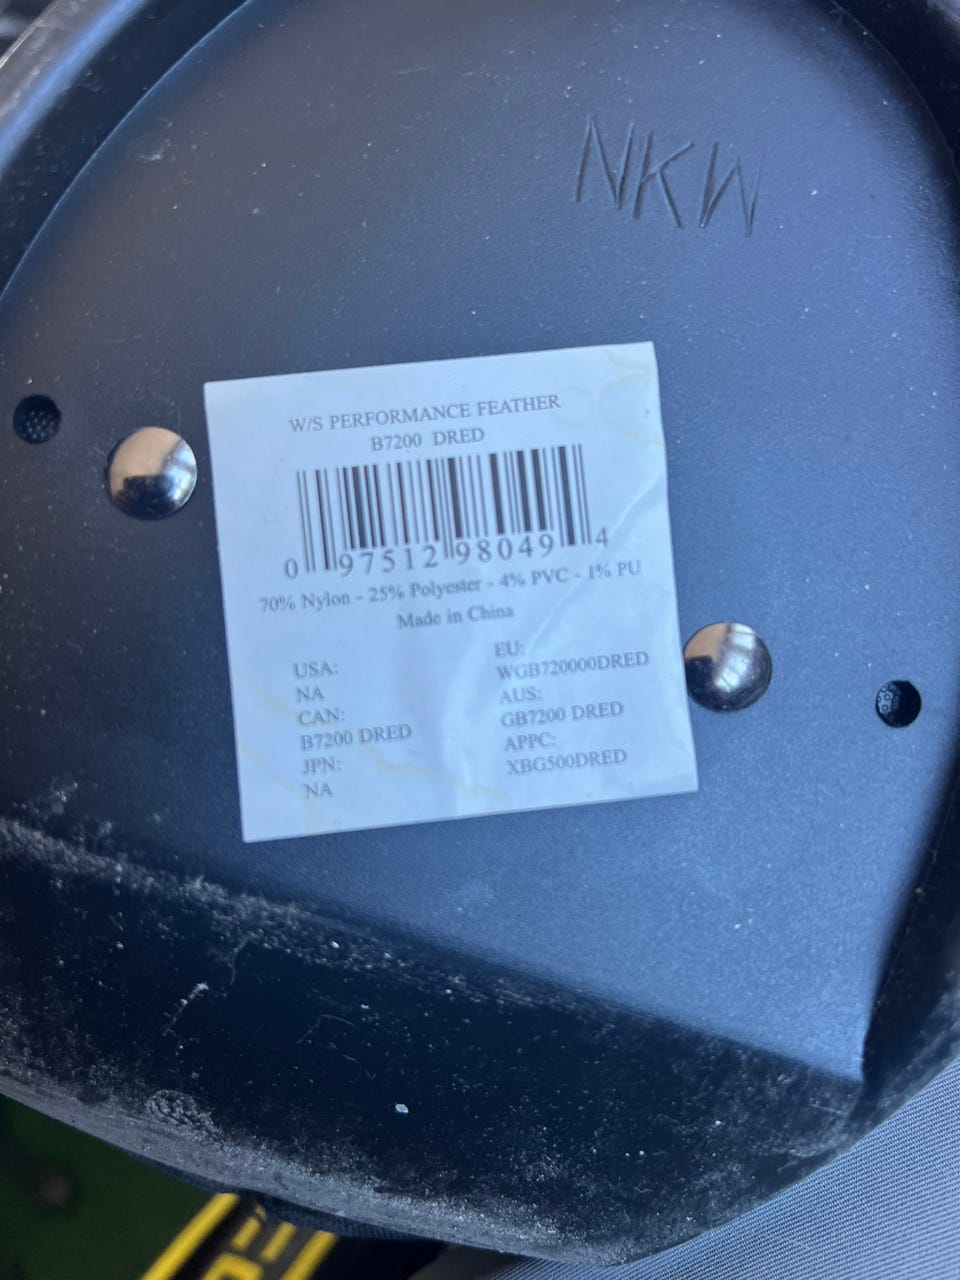 NKW
W/S PERFORMANCE FEATHER
B7200 DRED
0 97512 98049 4
70% Nylon - 25% Polyester - 4% PVC - 1% PU
Made in China
USA:
NA
CAN:
B7200 DRED
JPN:
NA
EU:
WGB720000DRED
AUS:
GB7200 DRED
APPC:
XBG500DRED